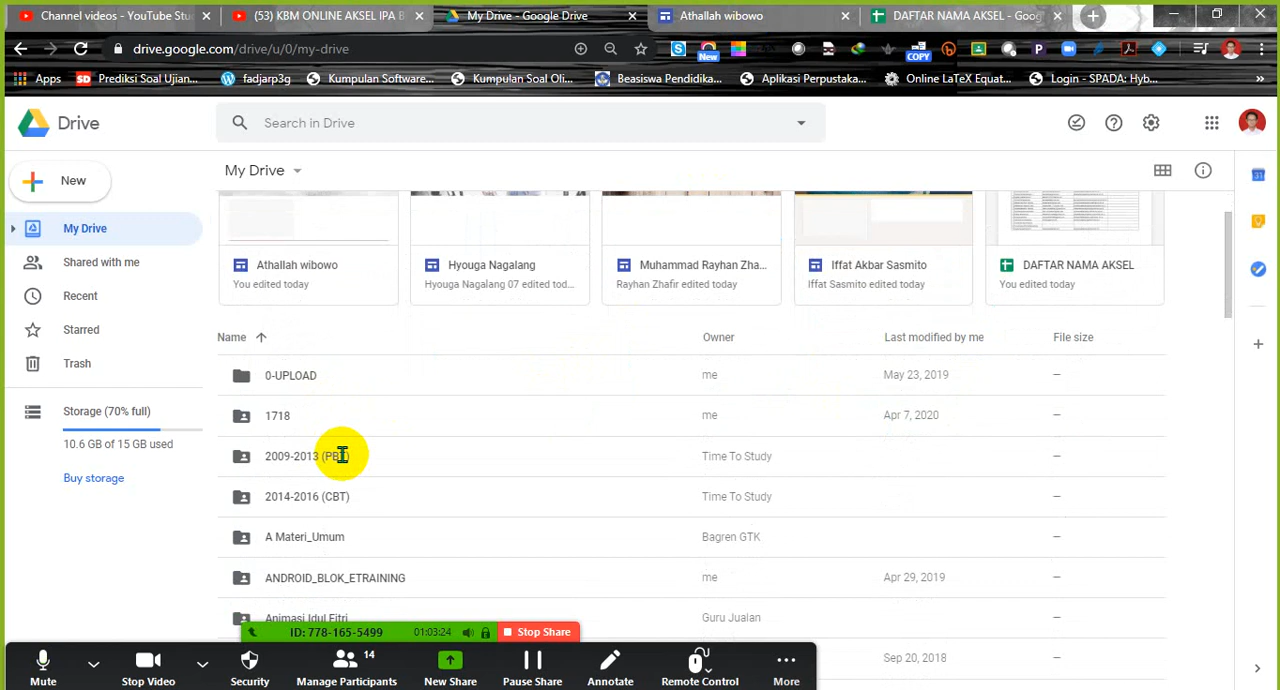 Channel videos - YouTube Stu
(53) KBM ONLINE AKSEL IPA B
My Drive - Google Drive
Athallah wibowo
DAFTAR NAMA AKSEL - Goog
drive.google.com/drive/u/0/my-drive
New
COPY
Apps
Prediksi Soal Ujian...
fadjarp3g
Kumpulan Software...
Kumpulan Soal Oli...
Beasiswa Pendidika...
Aplikasi Perpustaka...
Online LaTeX Equat...
Login - SPADA: Hyb...
Drive
Search in Drive
New
My Drive
My Drive
Shared with me
Recent
Starred
Trash
Storage (70% full)
10.6 GB of 15 GB used
Buy storage
Athallah wibowo
You edited today
Hyouga Nagalang
Hyouga Nagalang 07 edited tod...
Muhammad Rayhan Zha...
Rayhan Zhafir edited today
Iffat Akbar Sasmito
Iffat Sasmito edited today
DAFTAR NAMA AKSEL
You edited today
Name Owner Last modified by me File size
0-UPLOAD me May 23, 2019 –
1718 me Apr 7, 2020 –
2009-2013 (PBT) Time To Study –
2014-2016 (CBT) Time To Study –
A Materi_Umum Bagren GTK –
ANDROID_BLOK_ETRAINING me Apr 29, 2019 –
Animasi Idul Fitri Guru Jualan –
Sep 20, 2018 –
ID: 778-165-5499 01:03:24 Stop Share
Mute
Stop Video
Security
14
Manage Participants
New Share
Pause Share
Annotate
Remote Control
More
31